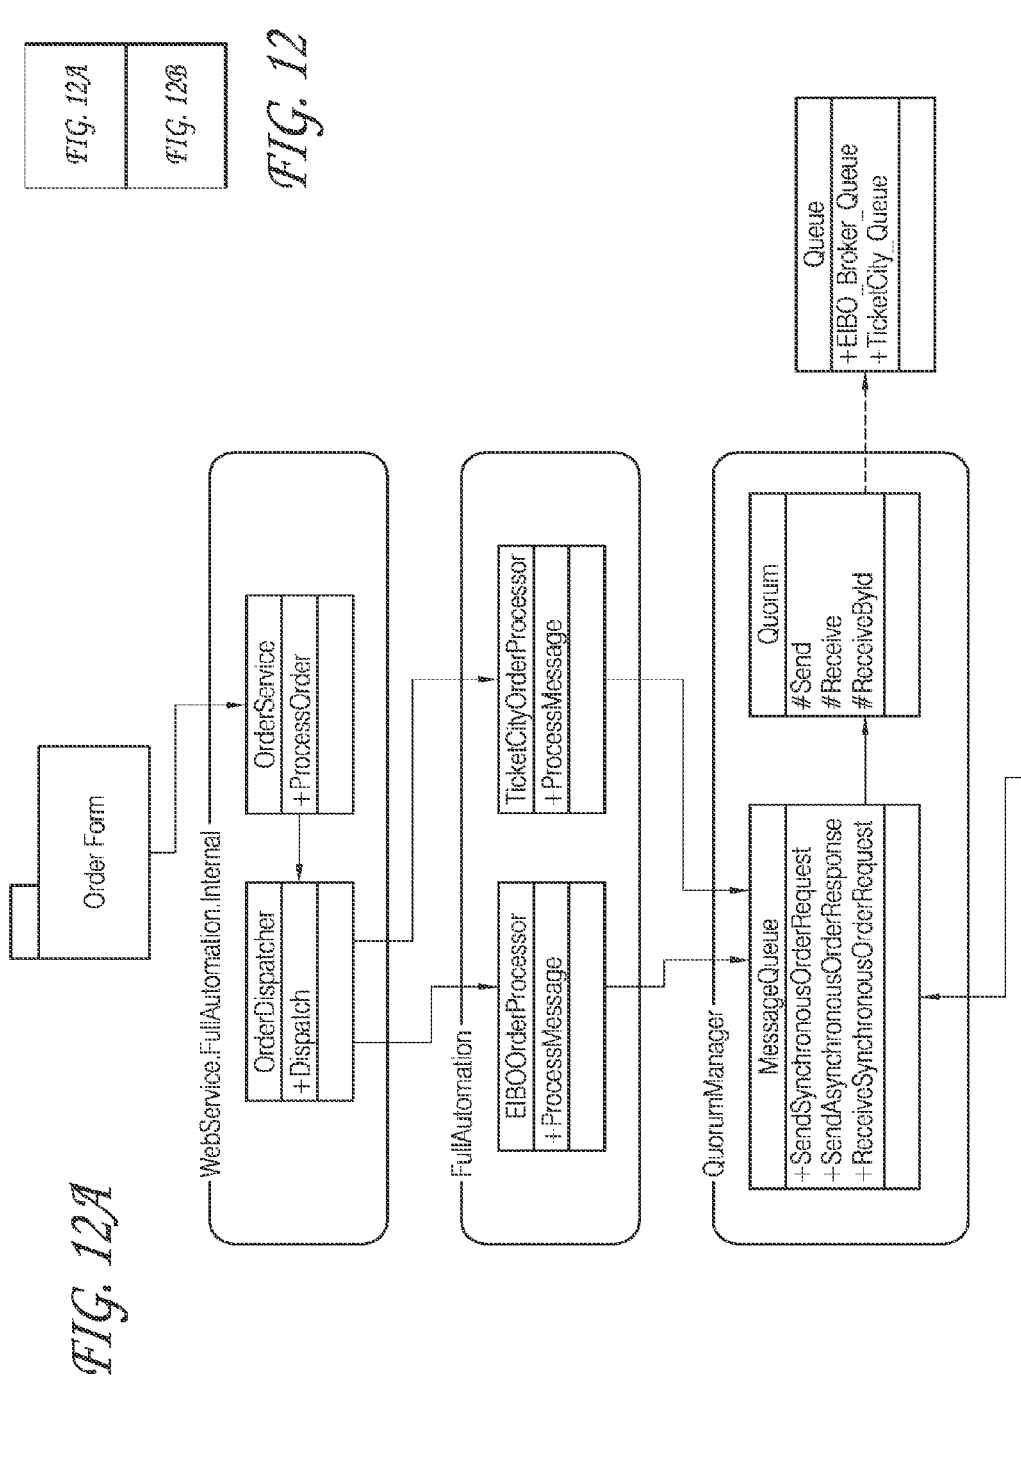 FIG. 12A
FIG. 12A
FIG. 12B
FIG. 12
Order Form
WebService.FullAutomation.Internal
OrderDispatcher
+Dispatch
OrderService
+ProcessOrder
FullAutomation
EIBOOrderProcessor
+ProcessMessage
TicketCityOrderProcessor
+ProcessMessage
QuorumManager
MessageQueue
+SendSynchronousOrderRequest
+SendAsynchronousOrderResponse
+ReceiveSynchronousOrderRequest
Quorum
#Send
#Receive
#ReceiveById
Queue
+EIBO_Broker_Queue
+TicketCity_Queue